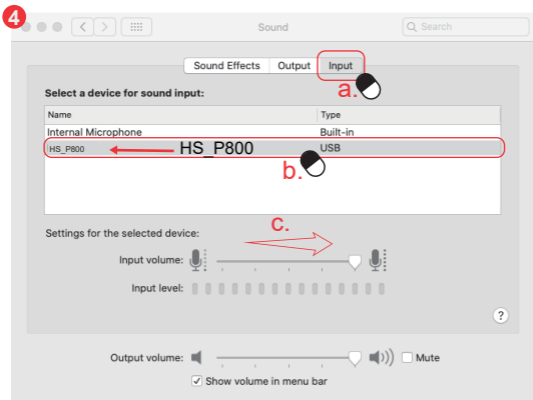 4
Sound
Search
Sound Effects Output Input
a.
Select a device for sound input:
Name Type
Internal Microphone Built-in
HS_P800 HS_P800 USB
b.
Settings for the selected device:
c.
Input volume:
Input level:
?
Output volume: Mute
Show volume in menu bar